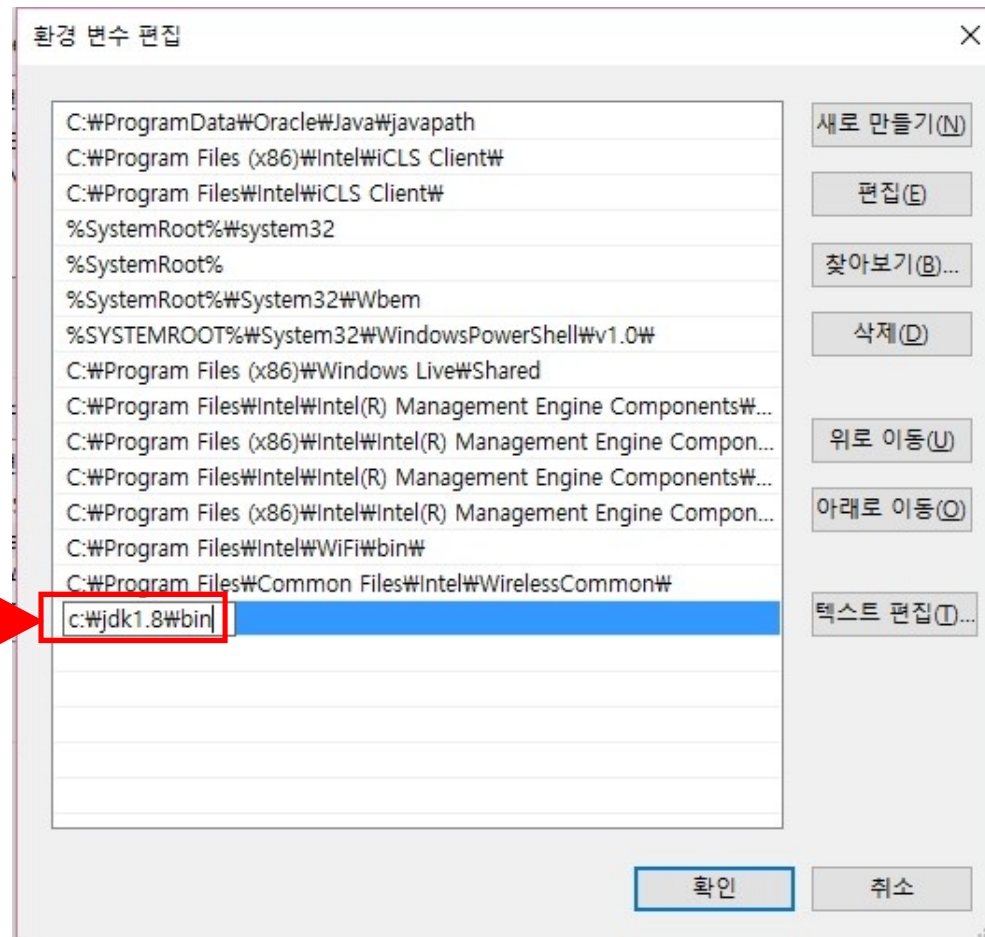 환경 변수 편집
C:₩ProgramData₩Oracle₩Java₩javapath
C:₩Program Files (x86)₩Intel₩iCLS Client₩
C:₩Program Files₩Intel₩iCLS Client₩
%SystemRoot%₩system32
%SystemRoot%
%SystemRoot%₩System32₩Wbem
%SYSTEMROOT%₩System32₩WindowsPowerShell₩v1.0₩
C:₩Program Files (x86)₩Windows Live₩Shared
C:₩Program Files₩Intel₩Intel(R) Management Engine Components₩...
C:₩Program Files (x86)₩Intel₩Intel(R) Management Engine Compon...
C:₩Program Files₩Intel₩Intel(R) Management Engine Components₩...
C:₩Program Files (x86)₩Intel₩Intel(R) Management Engine Compon...
C:₩Program Files₩Intel₩WiFi₩bin₩
C:₩Program Files₩Common Files₩Intel₩WirelessCommon₩
c:₩jdk1.8₩bin
새로 만들기(N)
편집(E)
찾아보기(B)...
삭제(D)
위로 이동(U)
아래로 이동(O)
텍스트 편집(T)...
확인
취소